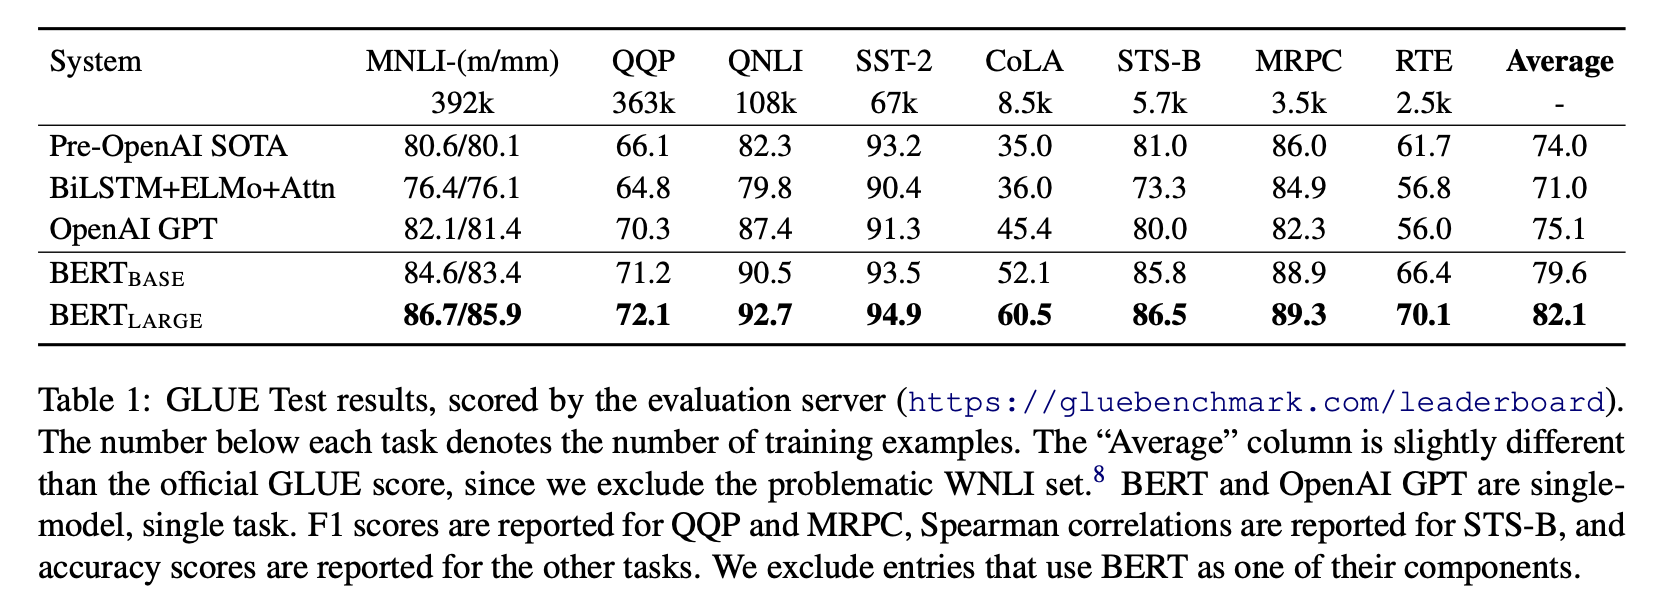 System MNLI-(m/mm) QQP QNLI SST-2 CoLA STS-B MRPC RTE Average
392k 363k 108k 67k 8.5k 5.7k 3.5k 2.5k -
Pre-OpenAI SOTA 80.6/80.1 66.1 82.3 93.2 35.0 81.0 86.0 61.7 74.0
BiLSTM+ELMo+Attn 76.4/76.1 64.8 79.8 90.4 36.0 73.3 84.9 56.8 71.0
OpenAI GPT 82.1/81.4 70.3 87.4 91.3 45.4 80.0 82.3 56.0 75.1
BERTBASE 84.6/83.4 71.2 90.5 93.5 52.1 85.8 88.9 66.4 79.6
BERTLARGE 86.7/85.9 72.1 92.7 94.9 60.5 86.5 89.3 70.1 82.1
Table 1: GLUE Test results, scored by the evaluation server (https://gluebenchmark.com/leaderboard).
The number below each task denotes the number of training examples. The “Average” column is slightly different
than the official GLUE score, since we exclude the problematic WNLI set.8 BERT and OpenAI GPT are single-
model, single task. F1 scores are reported for QQP and MRPC, Spearman correlations are reported for STS-B, and
accuracy scores are reported for the other tasks. We exclude entries that use BERT as one of their components.